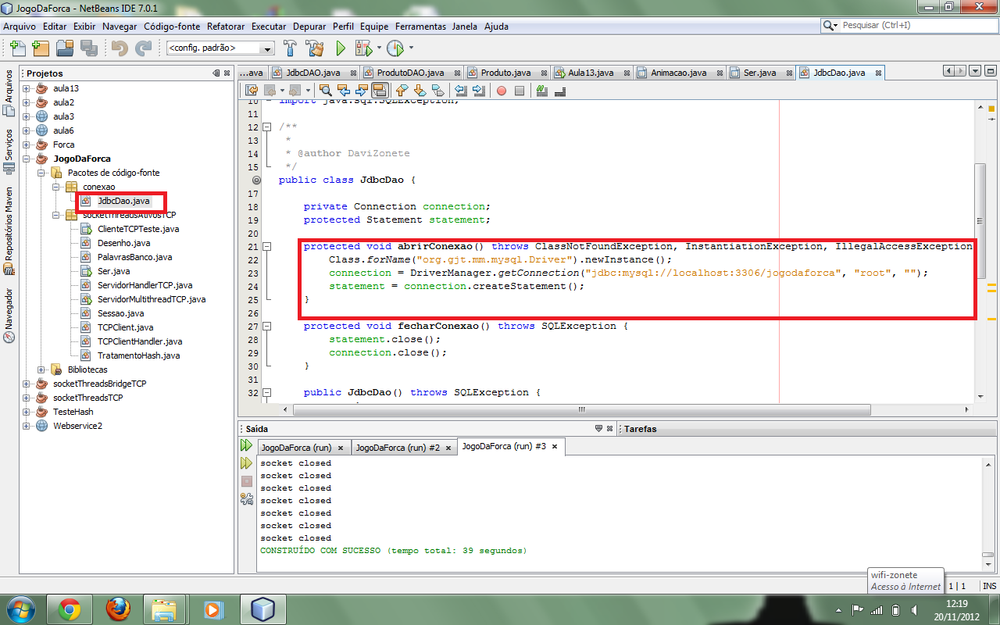 JogoDaForca - NetBeans IDE 7.0.1
Arquivo Editar Exibir Navegar Código-fonte Refatorar Executar Depurar Perfil Equipe Ferramentas Janela Ajuda
Pesquisar (Ctrl+I)
<config. padrão>
Arquivos
Serviços
Repositórios Maven
Navegador
Projetos
aula13
aula2
aula3
aula6
Forca
JogoDaForca
Pacotes de código-fonte
conexao
JdbcDao.java
socketThreadsAtivosTCP
ClienteTCPTeste.java
Desenho.java
PalavrasBanco.java
Ser.java
ServidorHandlerTCP.java
ServidorMultithreadTCP.java
Sessao.java
TCPClient.java
TCPClientHandler.java
TratamentoHash.java
Bibliotecas
socketThreadsBridgeTCP
socketThreadsTCP
TesteHash
Webservice2
...ava JdbcDAO.java ProdutoDAO.java Produto.java Aula13.java Animacao.java Ser.java JdbcDao.java
10 import java.sql.SQLException;
11
12 /**
13 *
14 * @author DaviZonete
15 */
public class JdbcDao {
17
18 private Connection connection;
19 protected Statement statement;
20
21 protected void abrirConexao() throws ClassNotFoundException, InstantiationException, IllegalAccessException
22 Class.forName("org.gjt.mm.mysql.Driver").newInstance();
23 connection = DriverManager.getConnection("jdbc:mysql://localhost:3306/jogodaforca", "root", "");
24 statement = connection.createStatement();
25 }
26
27 protected void fecharConexao() throws SQLException {
28 statement.close();
29 connection.close();
30 }
31
32 public JdbcDao() throws SQLException {
Saída
Tarefas
JogoDaForca (run) JogoDaForca (run) #2 JogoDaForca (run) #3
socket closed
socket closed
socket closed
socket closed
socket closed
socket closed
socket closed
CONSTRUÍDO COM SUCESSO (tempo total: 39 segundos)
wifi-zonete
Acesso à Internet
1 | 1 INS
12:19
20/11/2012